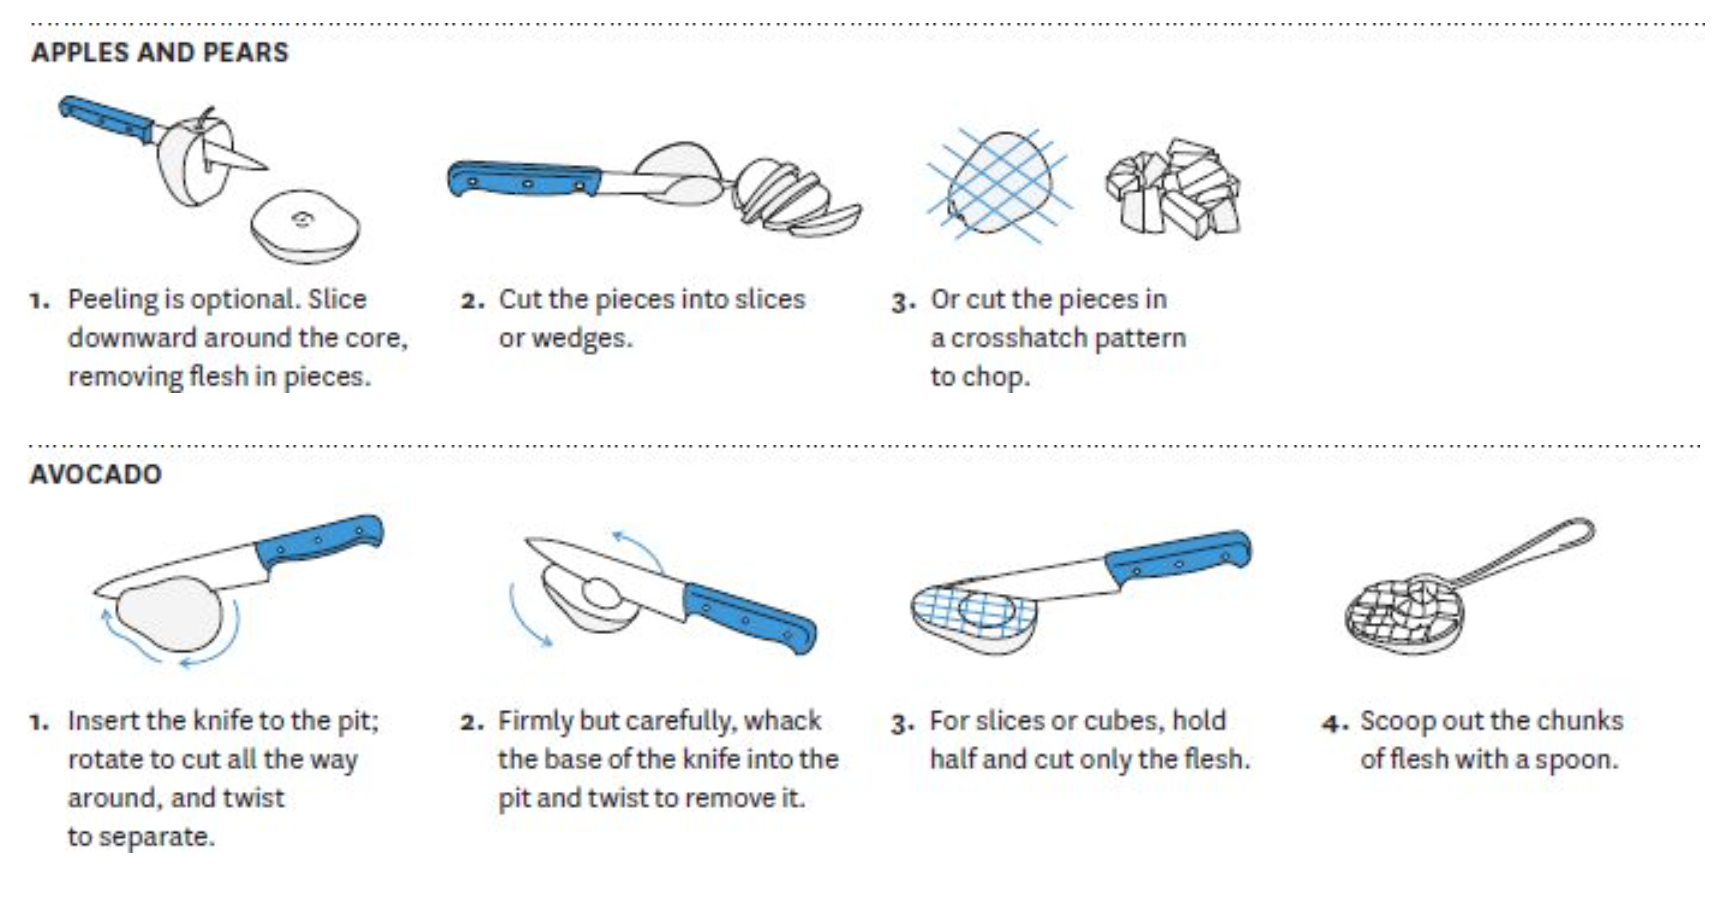 APPLES AND PEARS
1. Peeling is optional. Slice
downward around the core,
removing flesh in pieces.
2. Cut the pieces into slices
or wedges.
3. Or cut the pieces in
a crosshatch pattern
to chop.
AVOCADO
1. Insert the knife to the pit;
rotate to cut all the way
around, and twist
to separate.
2. Firmly but carefully, whack
the base of the knife into the
pit and twist to remove it.
3. For slices or cubes, hold
half and cut only the flesh.
4. Scoop out the chunks
of flesh with a spoon.